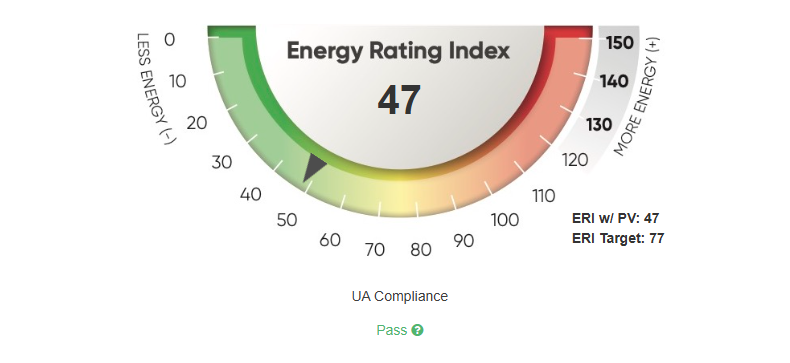 Energy Rating Index
47
LESS ENERGY (-)
0
10
20
30
40
50
60
70
80
90
100
110
120
130
140
150
MORE ENERGY (+)
ERI w/ PV: 47
ERI Target: 77
UA Compliance
Pass ?